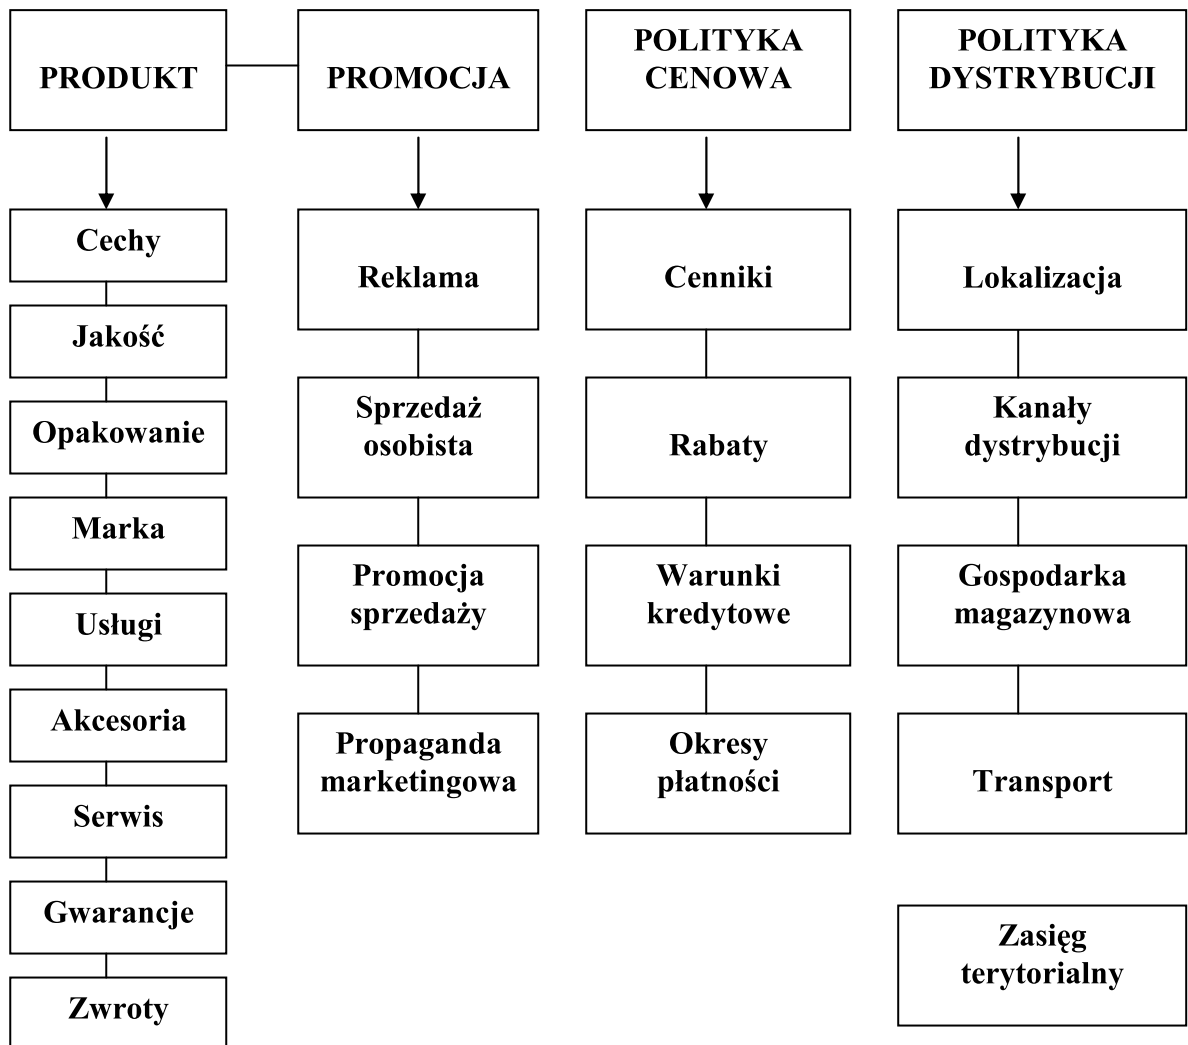 PRODUKT
PROMOCJA
POLITYKA
CENOWA
POLITYKA
DYSTRYBUCJI
Cechy
Jakość
Opakowanie
Marka
Usługi
Akcesoria
Serwis
Gwarancje
Zwroty
Reklama
Sprzedaż
osobista
Promocja
sprzedaży
Propaganda
marketingowa
Cenniki
Rabaty
Warunki
kredytowe
Okresy
płatności
Lokalizacja
Kanały
dystrybucji
Gospodarka
magazynowa
Transport
Zasięg
terytorialny